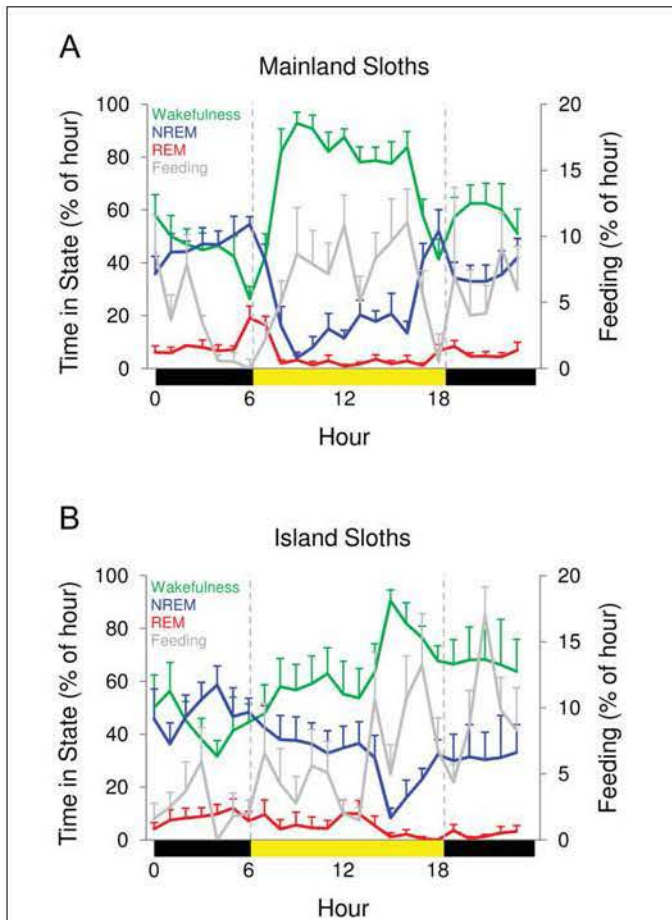 A
Mainland Sloths
Wakefulness
NREM
REM
Feeding
Time in State (% of hour)
100
80
60
40
20
0
Feeding (% of hour)
20
15
10
5
0
0 6 12 18
Hour
B
Island Sloths
Wakefulness
NREM
REM
Feeding
Time in State (% of hour)
100
80
60
40
20
0
Feeding (% of hour)
20
15
10
5
0
0 6 12 18
Hour